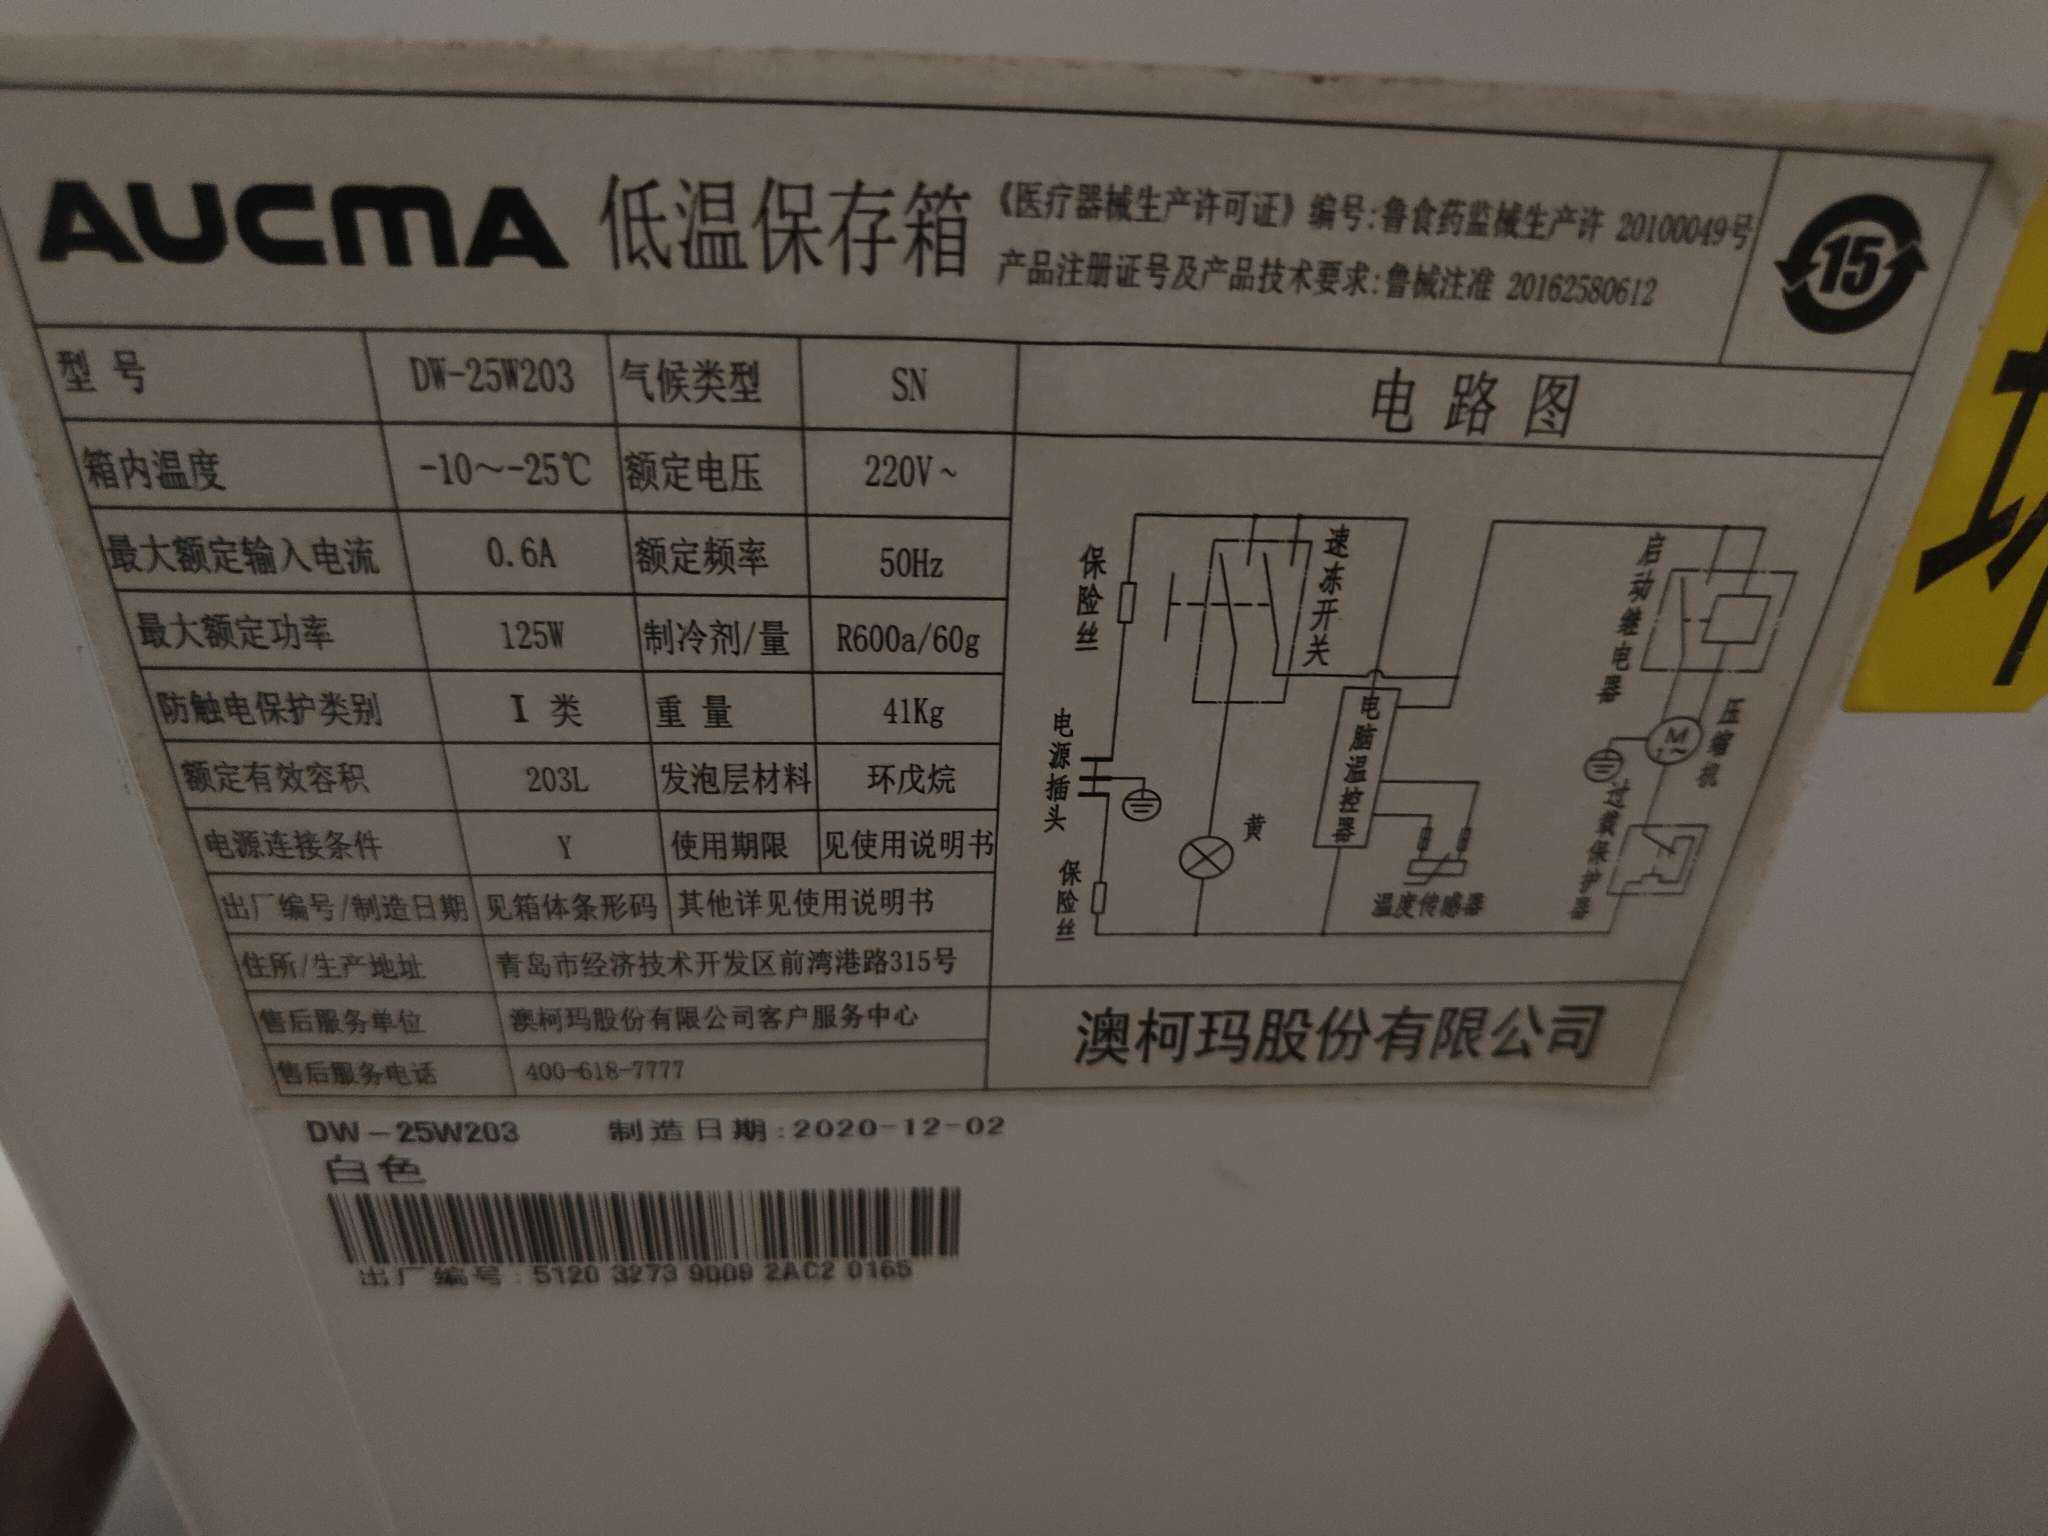 AUCMA 低温保存箱
《医疗器械生产许可证》编号:鲁食药监械生产许 20100049号
产品注册证号及产品技术要求:鲁械注准 20162580612
15
型 号 DW-25W203 气候类型 SN
箱内温度 -10～-25℃ 额定电压 220V~
最大额定输入电流 0.6A 额定频率 50Hz
最大额定功率 125W 制冷剂/量 R600a/60g
防触电保护类别 I 类 重 量 41Kg
额定有效容积 203L 发泡层材料 环戊烷
电源连接条件 Y 使用期限 见使用说明书
出厂编号/制造日期 见箱体条形码 其他详见使用说明书
住所/生产地址 青岛市经济技术开发区前湾港路315号
售后服务单位 澳柯玛股份有限公司客户服务中心
售后服务电话 400-618-7777
电路图
保险丝
速冻开关
启动继电器
电源插头
电脑温控器
压缩机
M
1~
黄
过载保护器
保险丝
温度传感器
澳柯玛股份有限公司
DW-25W203 制造日期:2020-12-02
白色
出厂编号:5120 3273 9D09 2AC2 0165